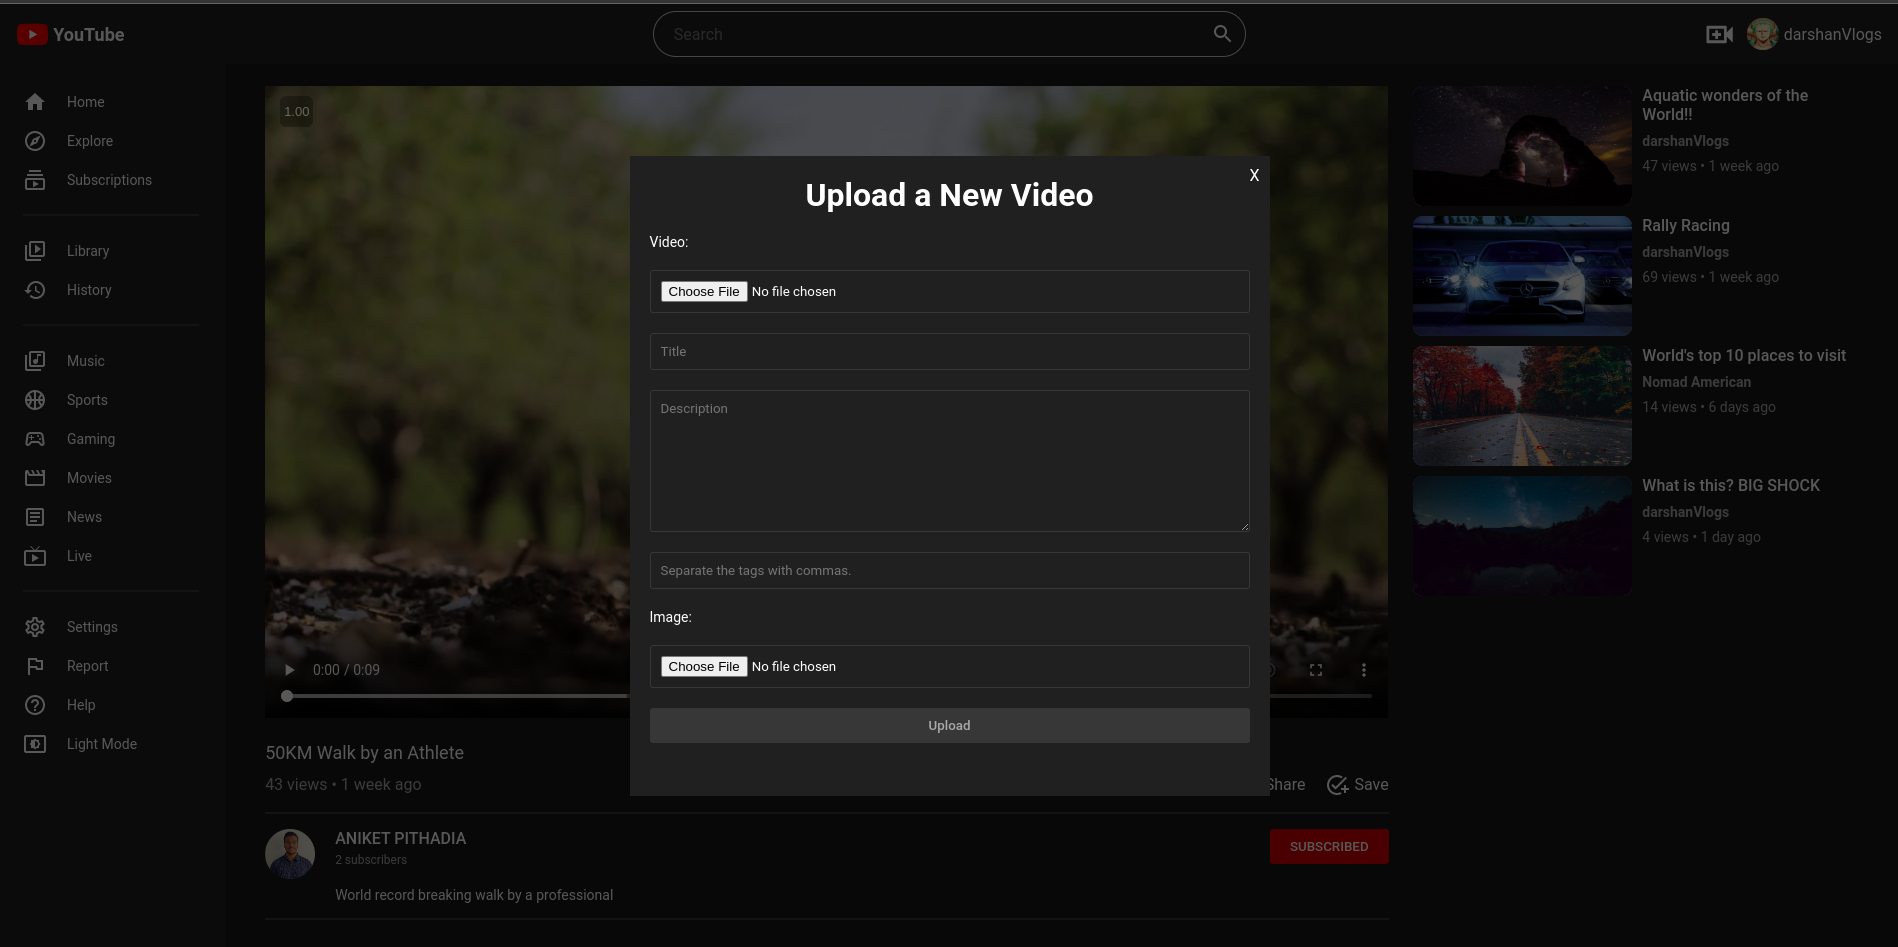 YouTube
Search
darshanVlogs
Home
Explore
Subscriptions
Library
History
Music
Sports
Gaming
Movies
News
Live
Settings
Report
Help
Light Mode
1.00
0:00 / 0:09
Upload a New Video
X
Video:
Choose File No file chosen
Title
Description
Separate the tags with commas.
Image:
Choose File No file chosen
Upload
50KM Walk by an Athlete
43 views • 1 week ago
Share
Save
ANIKET PITHADIA
2 subscribers
SUBSCRIBED
World record breaking walk by a professional
Aquatic wonders of the
World!!
darshanVlogs
47 views • 1 week ago
Rally Racing
darshanVlogs
69 views • 1 week ago
World's top 10 places to visit
Nomad American
14 views • 6 days ago
What is this? BIG SHOCK
darshanVlogs
4 views • 1 day ago